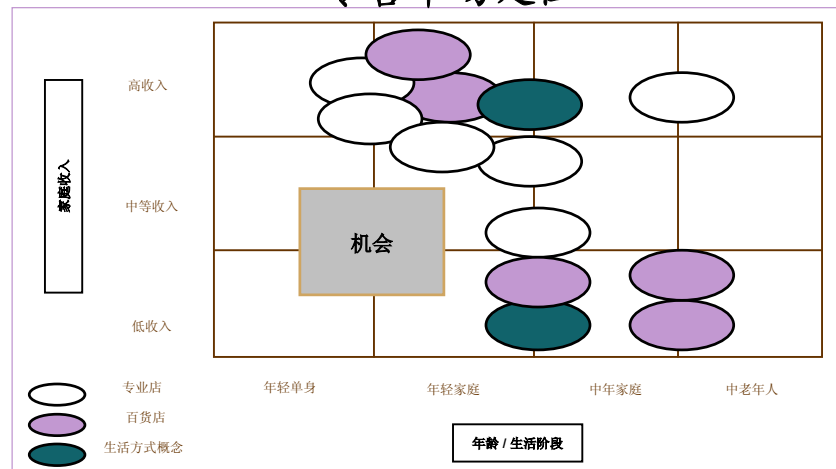 高收入
家庭收入
中等收入
机会
低收入
专业店
年轻单身
年轻家庭
中年家庭
中老年人
百货店
生活方式概念
年龄 / 生活阶段